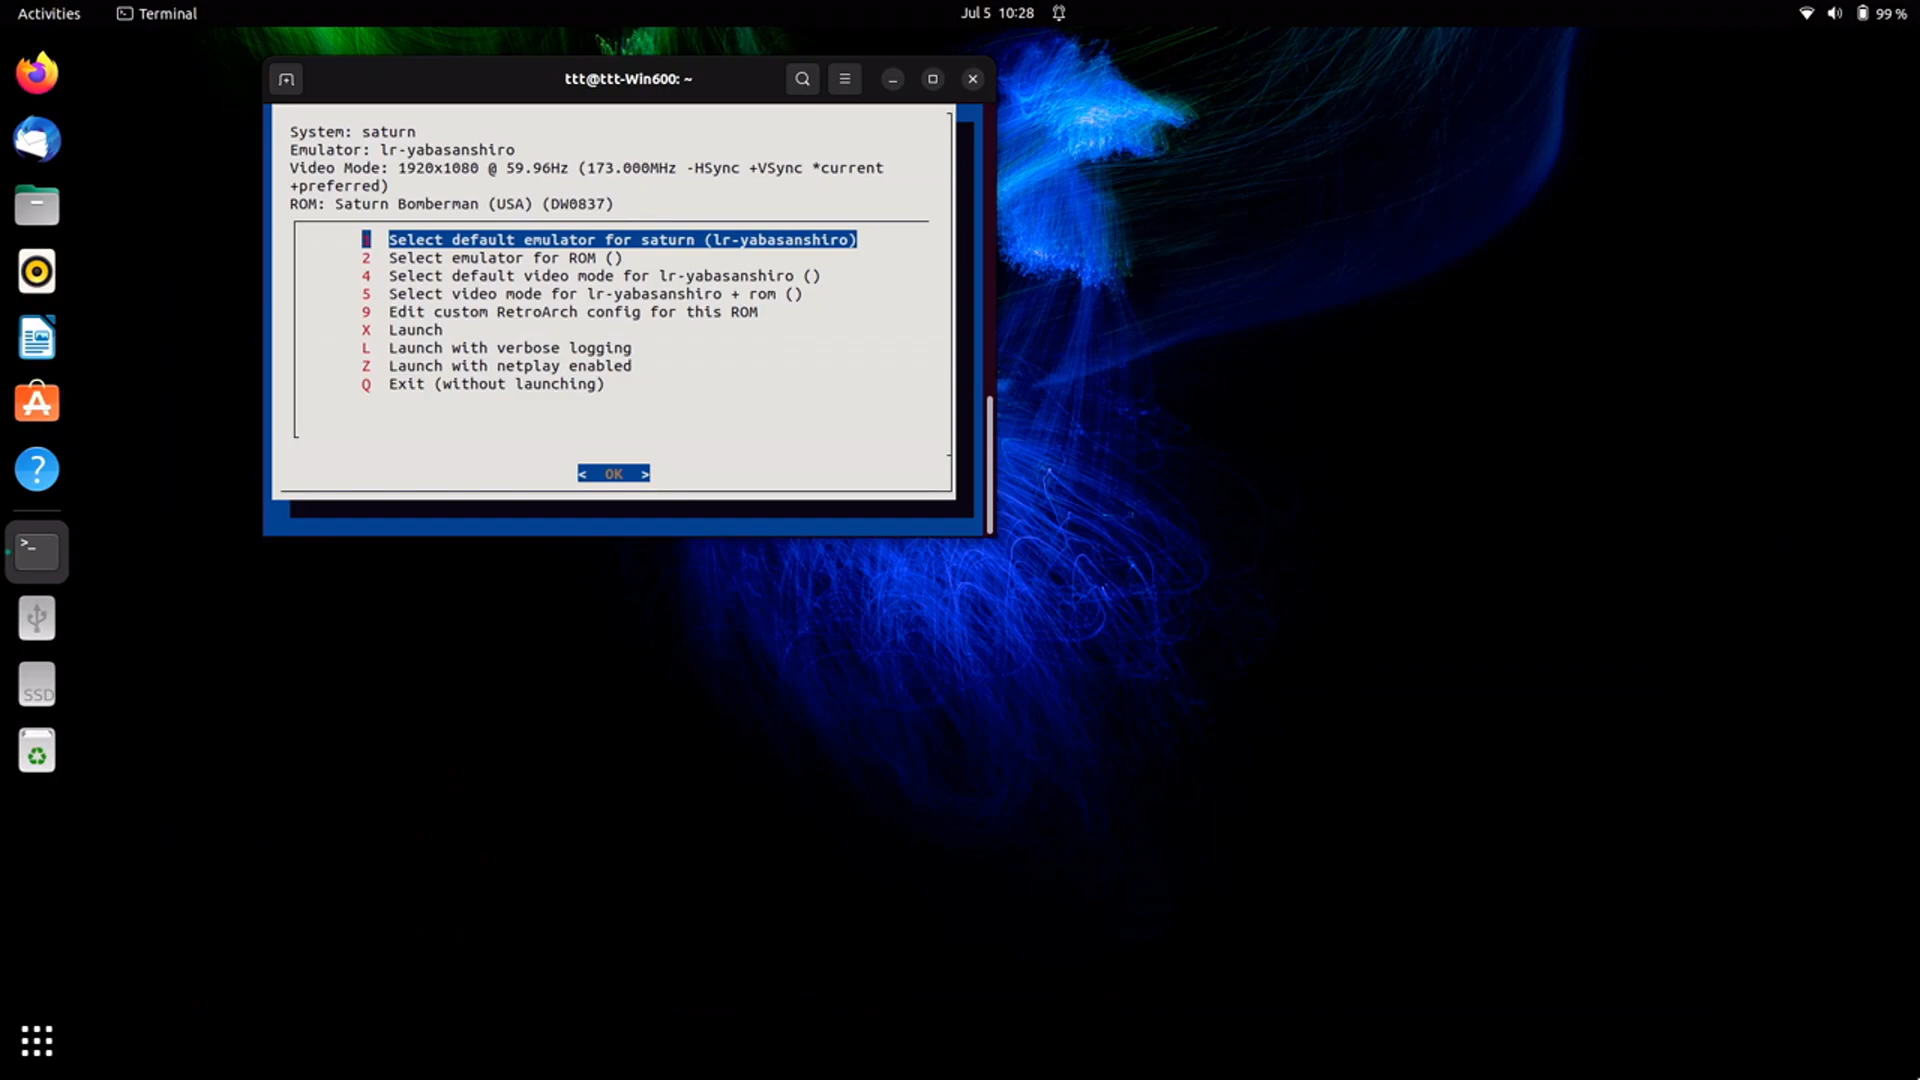 Activities
Terminal
Jul 5 10:28
99 %
ttt@ttt-Win600: ~
System: saturn
Emulator: lr-yabasanshiro
Video Mode: 1920x1080 @ 59.96Hz (173.000MHz -HSync +VSync *current
+preferred)
ROM: Saturn Bomberman (USA) (DW0837)
1 Select default emulator for saturn (lr-yabasanshiro)
2 Select emulator for ROM ()
4 Select default video mode for lr-yabasanshiro ()
5 Select video mode for lr-yabasanshiro + rom ()
9 Edit custom RetroArch config for this ROM
X Launch
L Launch with verbose logging
Z Launch with netplay enabled
Q Exit (without launching)
< OK >
>_
?
SSD